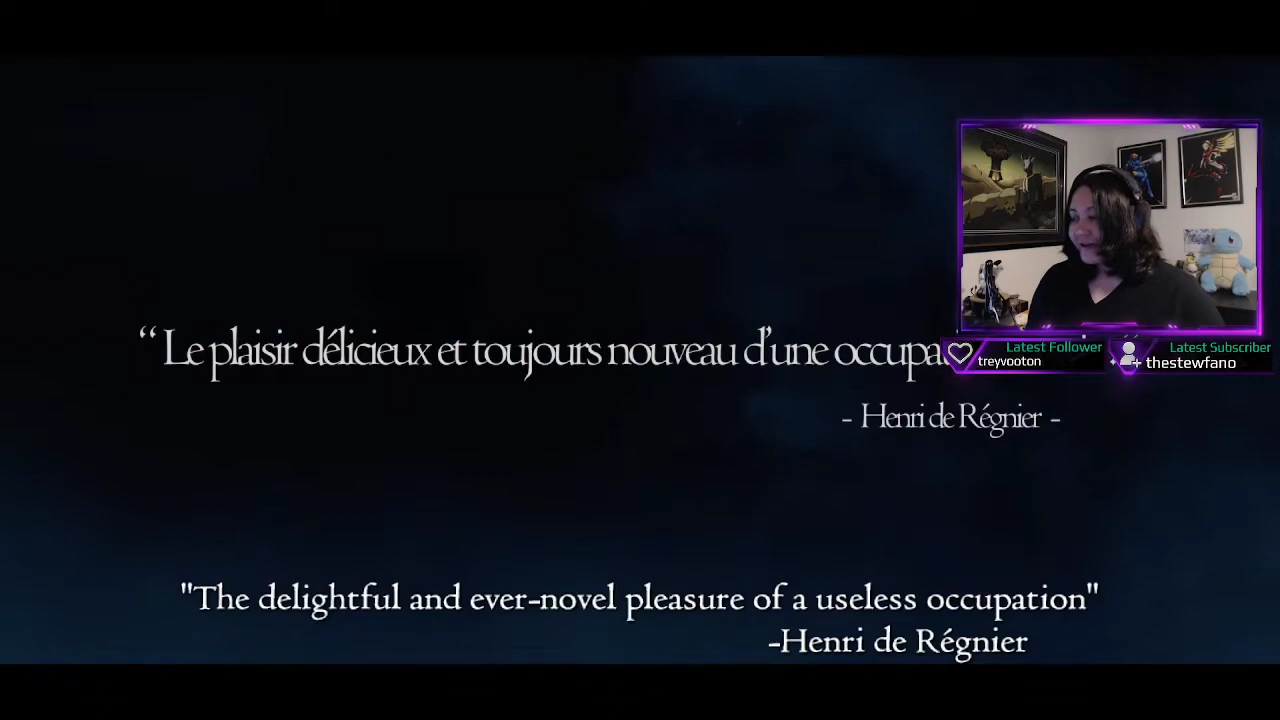 “ Le plaisir délicieux et toujours nouveau d’une
- Henri de Régnier -
Latest Follower
treyvooton
Latest Subscriber
thestewfano
"The delightful and ever-novel pleasure of a useless occupation"
-Henri de Régnier